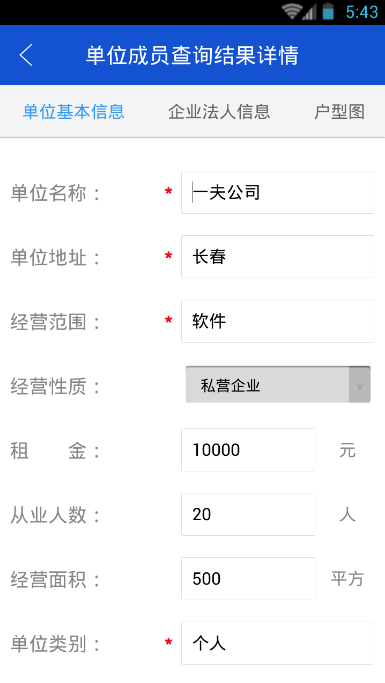 5:43
单位成员查询结果详情
单位基本信息 企业法人信息 户型图
单位名称： * 一夫公司
单位地址： * 长春
经营范围： * 软件
经营性质： 私营企业
租 金： 10000 元
从业人数： 20 人
经营面积： 500 平方
单位类别： * 个人